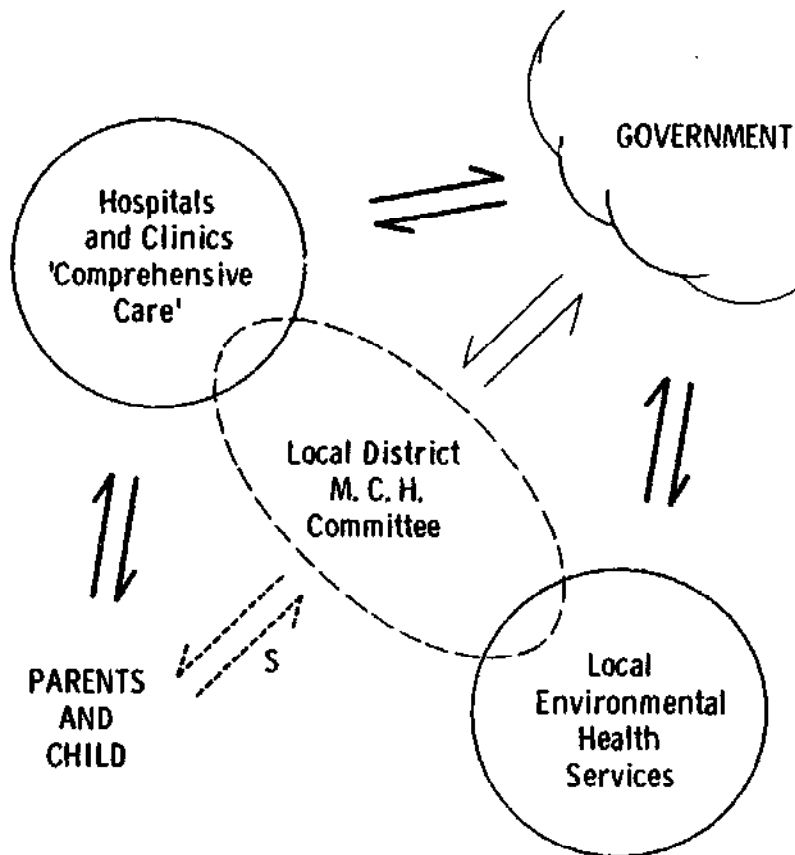 GOVERNMENT
Hospitals
and Clinics
'Comprehensive
Care'
Local District
M. C. H.
Committee
S
PARENTS
AND
CHILD
Local
Environmental
Health
Services